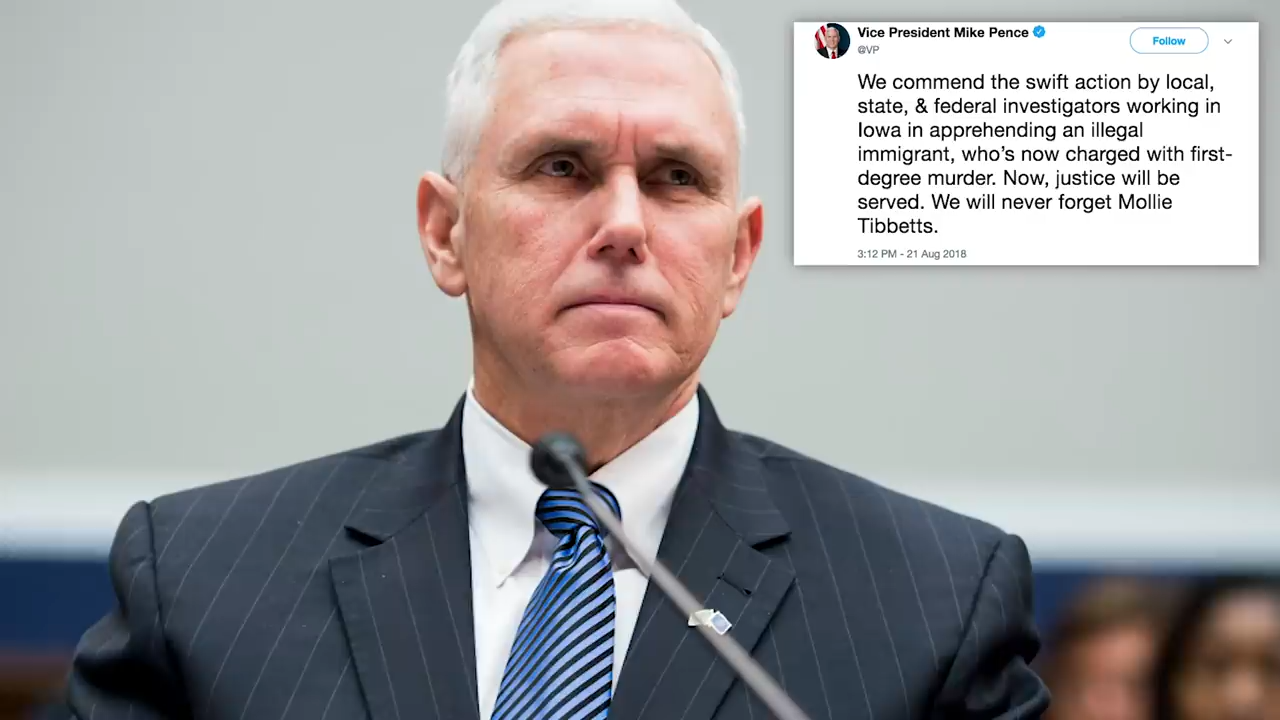 Vice President Mike Pence
@VP
Follow
We commend the swift action by local,
state, & federal investigators working in
Iowa in apprehending an illegal
immigrant, who's now charged with first-
degree murder. Now, justice will be
served. We will never forget Mollie
Tibbetts.
3:12 PM - 21 Aug 2018